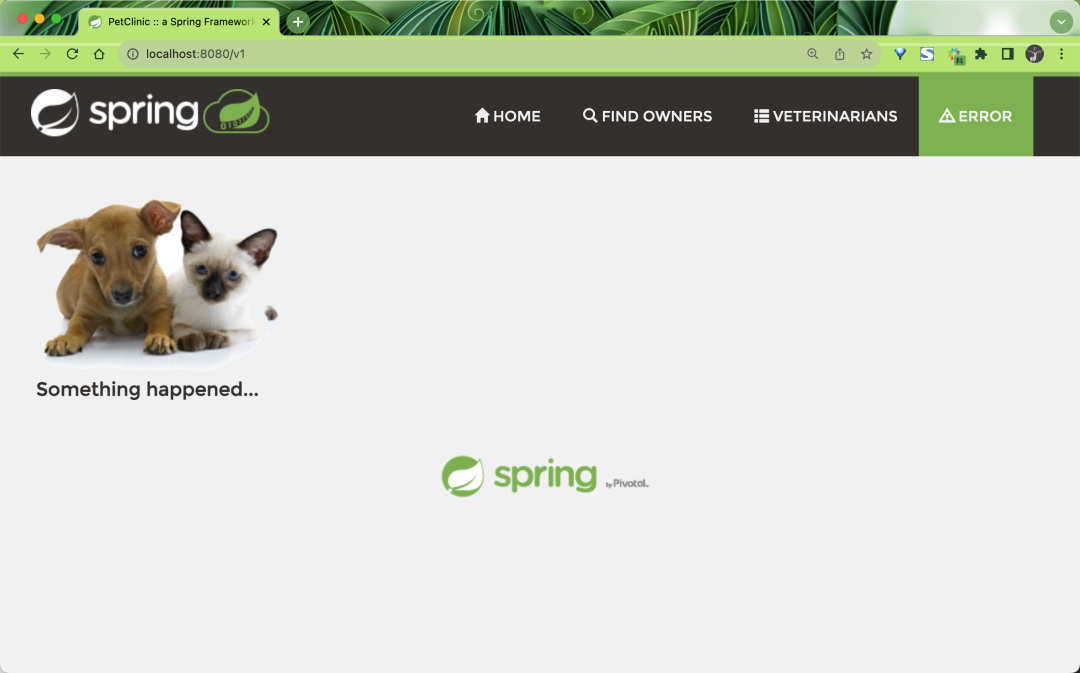 PetClinic :: a Spring Framework
localhost:8080/v1
spring
HOME
FIND OWNERS
VETERINARIANS
ERROR
Something happened...
spring by Pivotal.